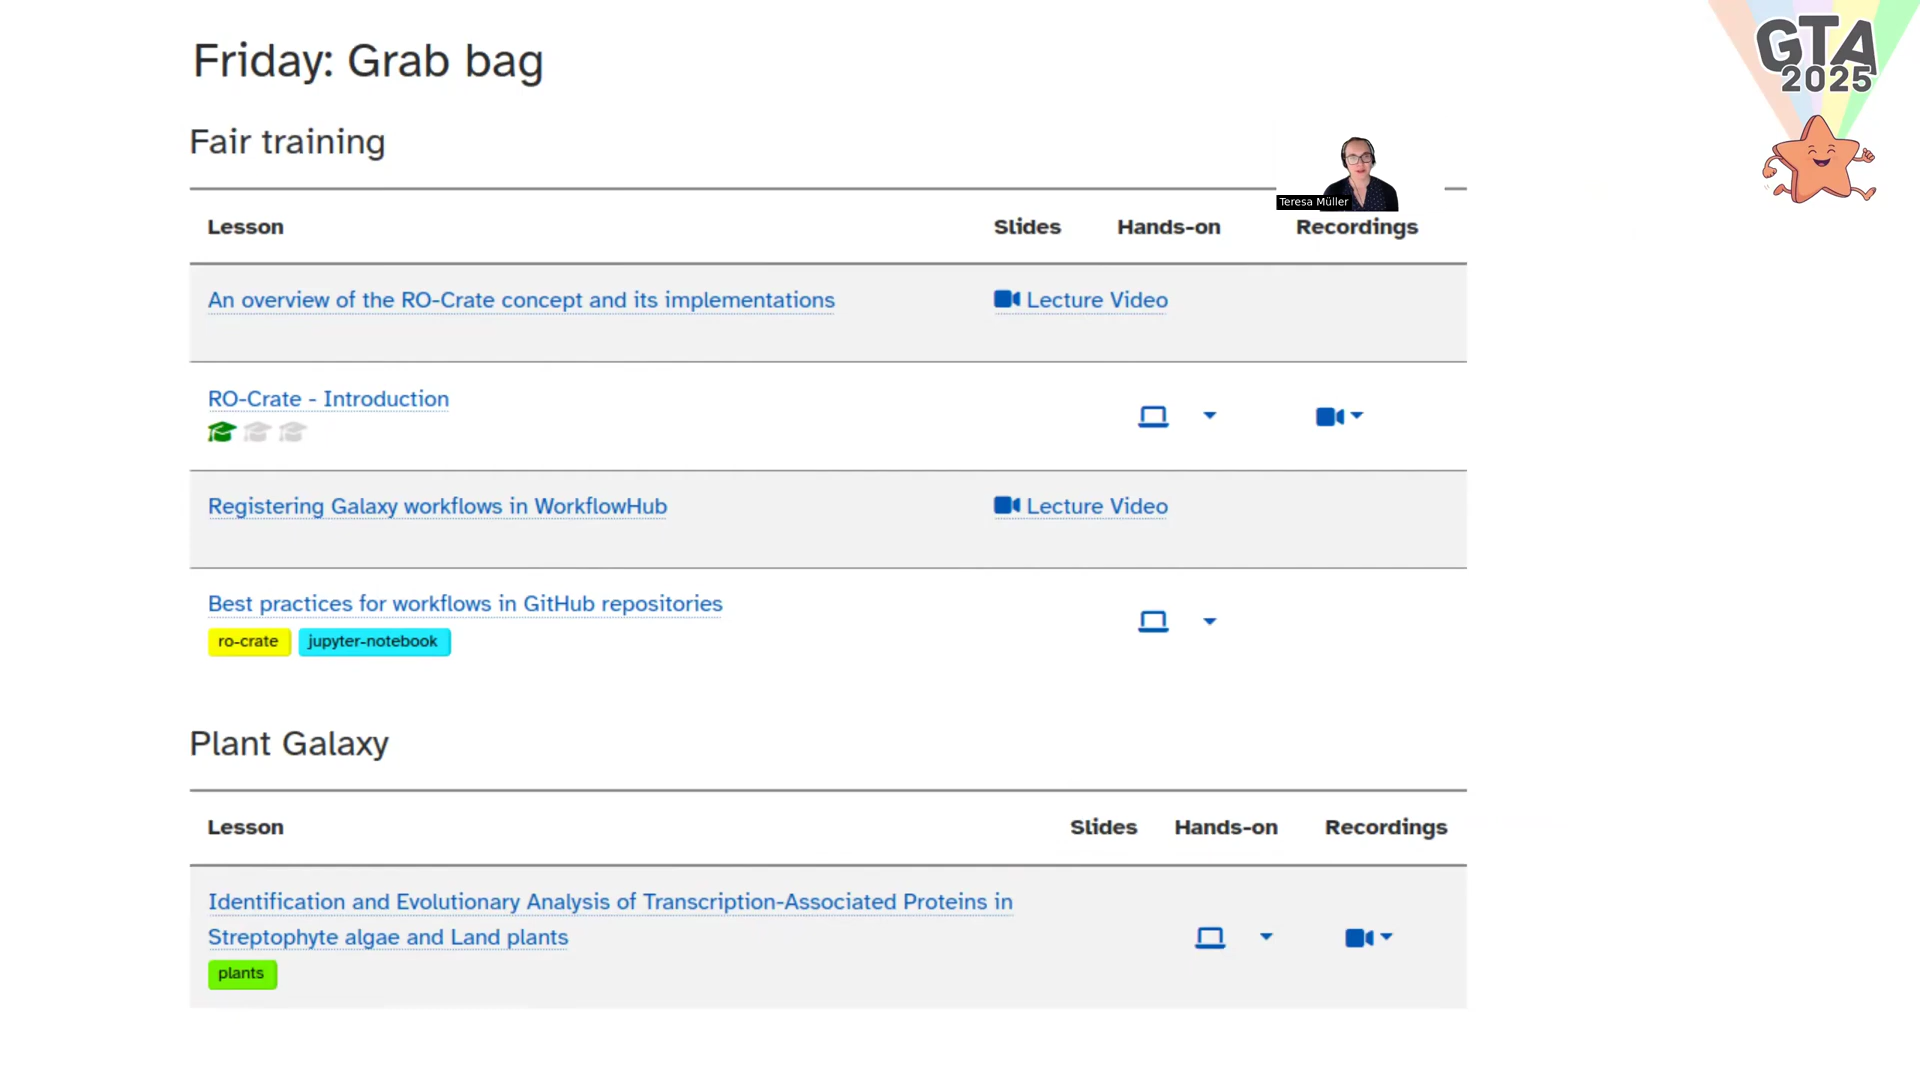 Friday: Grab bag
GTA
2025
Fair training
Teresa Müller
Lesson Slides Hands-on Recordings
An overview of the RO-Crate concept and its implementations Lecture Video
RO-Crate - Introduction
Registering Galaxy workflows in WorkflowHub Lecture Video
Best practices for workflows in GitHub repositories
ro-crate jupyter-notebook
Plant Galaxy
Lesson Slides Hands-on Recordings
Identification and Evolutionary Analysis of Transcription-Associated Proteins in
Streptophyte algae and Land plants
plants